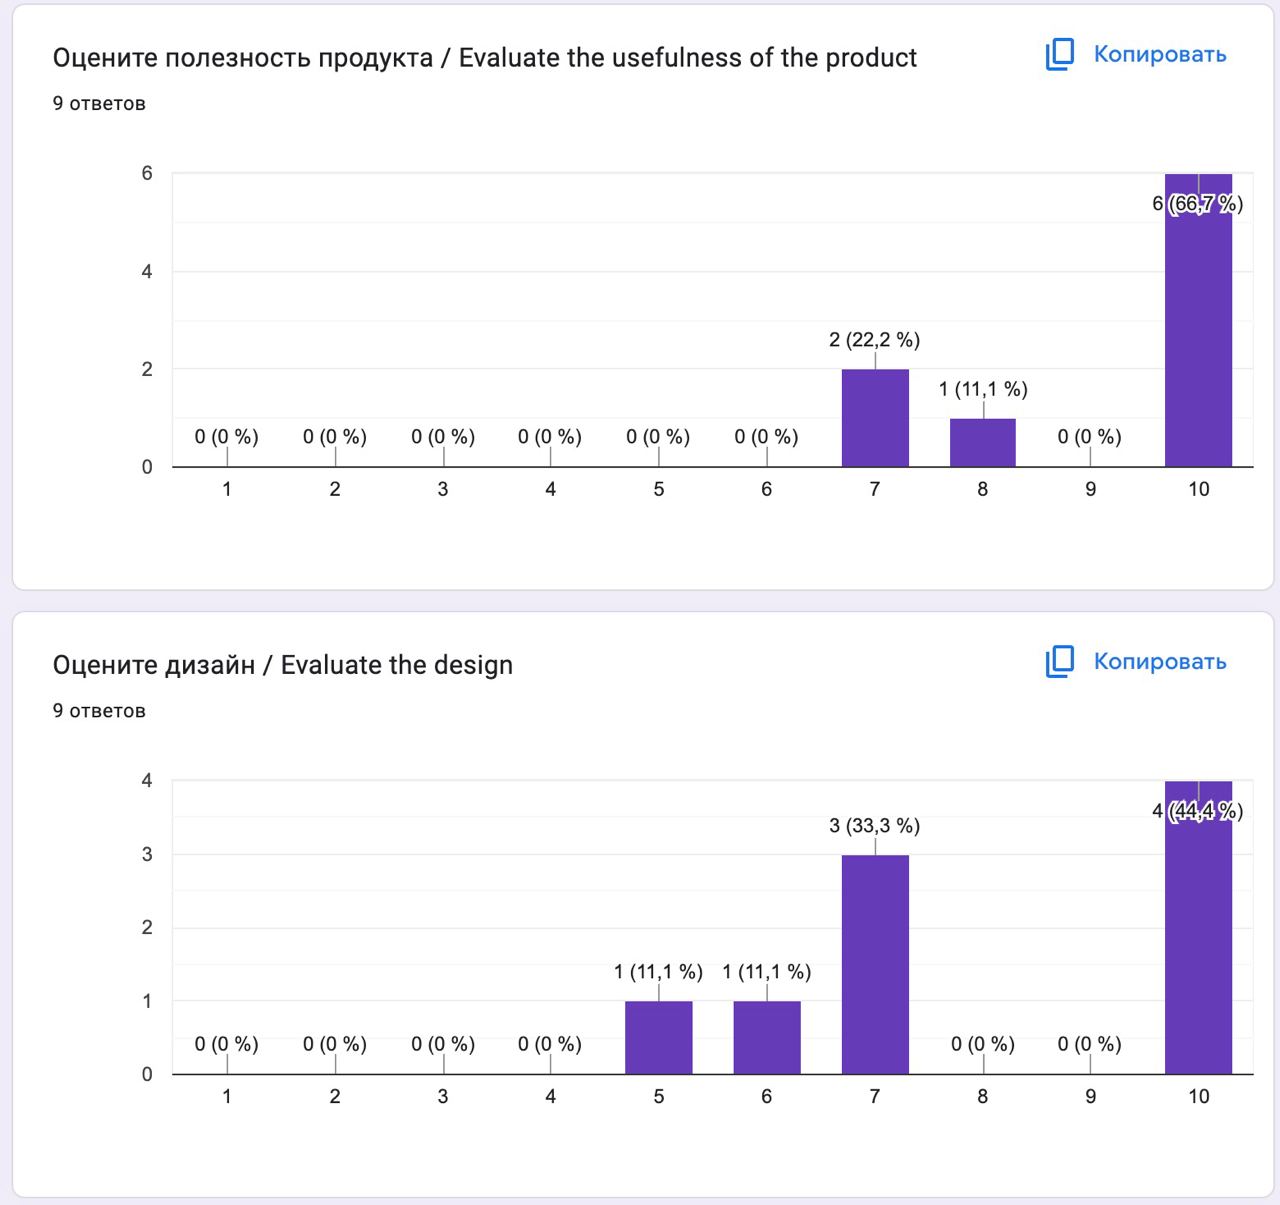 Оцените полезность продукта / Evaluate the usefulness of the product
Копировать
9 ответов
6
4
2
0
0 (0 %)
0 (0 %)
0 (0 %)
0 (0 %)
0 (0 %)
0 (0 %)
2 (22,2 %)
1 (11,1 %)
0 (0 %)
6 (66,7 %)
1 2 3 4 5 6 7 8 9 10
Оцените дизайн / Evaluate the design
Копировать
9 ответов
4
3
2
1
0
0 (0 %)
0 (0 %)
0 (0 %)
0 (0 %)
1 (11,1 %)
1 (11,1 %)
3 (33,3 %)
0 (0 %)
0 (0 %)
4 (44,4 %)
1 2 3 4 5 6 7 8 9 10